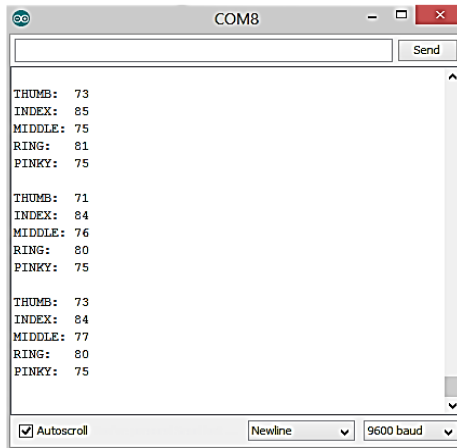 COM8
Send
THUMB: 73
INDEX: 85
MIDDLE: 75
RING: 81
PINKY: 75
THUMB: 71
INDEX: 84
MIDDLE: 76
RING: 80
PINKY: 75
THUMB: 73
INDEX: 84
MIDDLE: 77
RING: 80
PINKY: 75
Autoscroll Newline 9600 baud